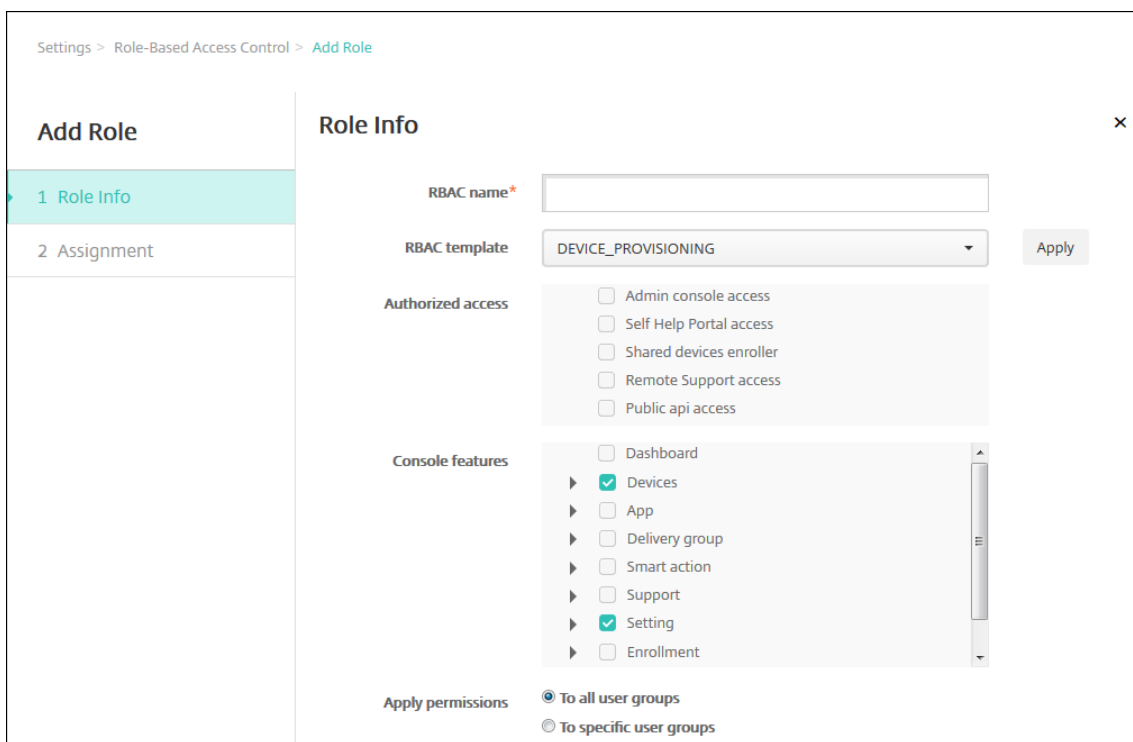 Settings > Role-Based Access Control > Add Role
Add Role
1 Role Info
2 Assignment
Role Info
×
RBAC name*
RBAC template
DEVICE_PROVISIONING
Apply
Authorized access
Admin console access
Self Help Portal access
Shared devices enroller
Remote Support access
Public api access
Console features
Dashboard
Devices
App
Delivery group
Smart action
Support
Setting
Enrollment
Apply permissions
To all user groups
To specific user groups